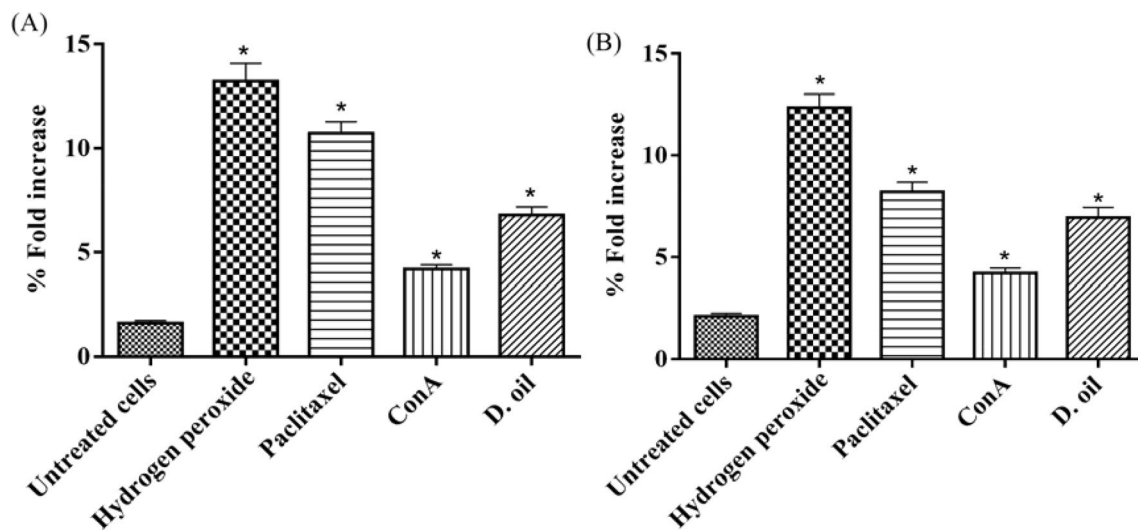 (A)
% Fold increase
15
10
5
0
*
*
*
*
Untreated cells
Hydrogen peroxide
Paclitaxel
ConA
D. oil
(B)
% Fold increase
15
10
5
0
*
*
*
*
Untreated cells
Hydrogen peroxide
Paclitaxel
ConA
D. oil